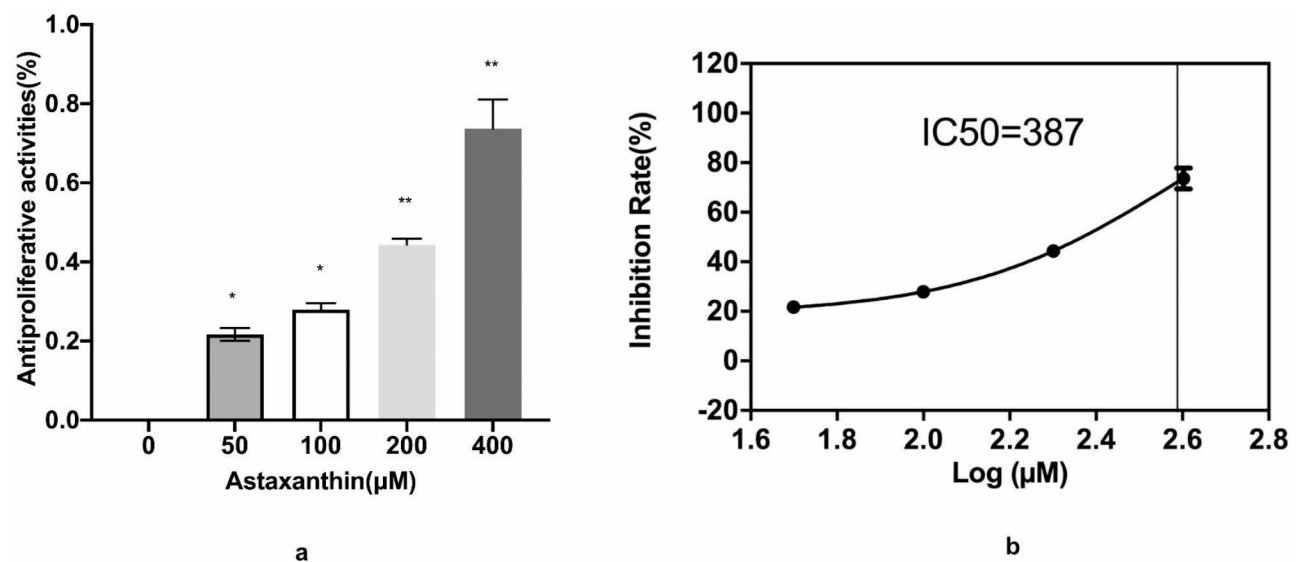 Antiproliferative activities(%)
1.0
0.8
0.6
0.4
0.2
0.0
*
*
**
**
0 50 100 200 400
Astaxanthin(µM)
a
Inhibition Rate(%)
120
100
80
60
40
20
0
-20
IC50=387
1.6 1.8 2.0 2.2 2.4 2.6 2.8
Log (µM)
b